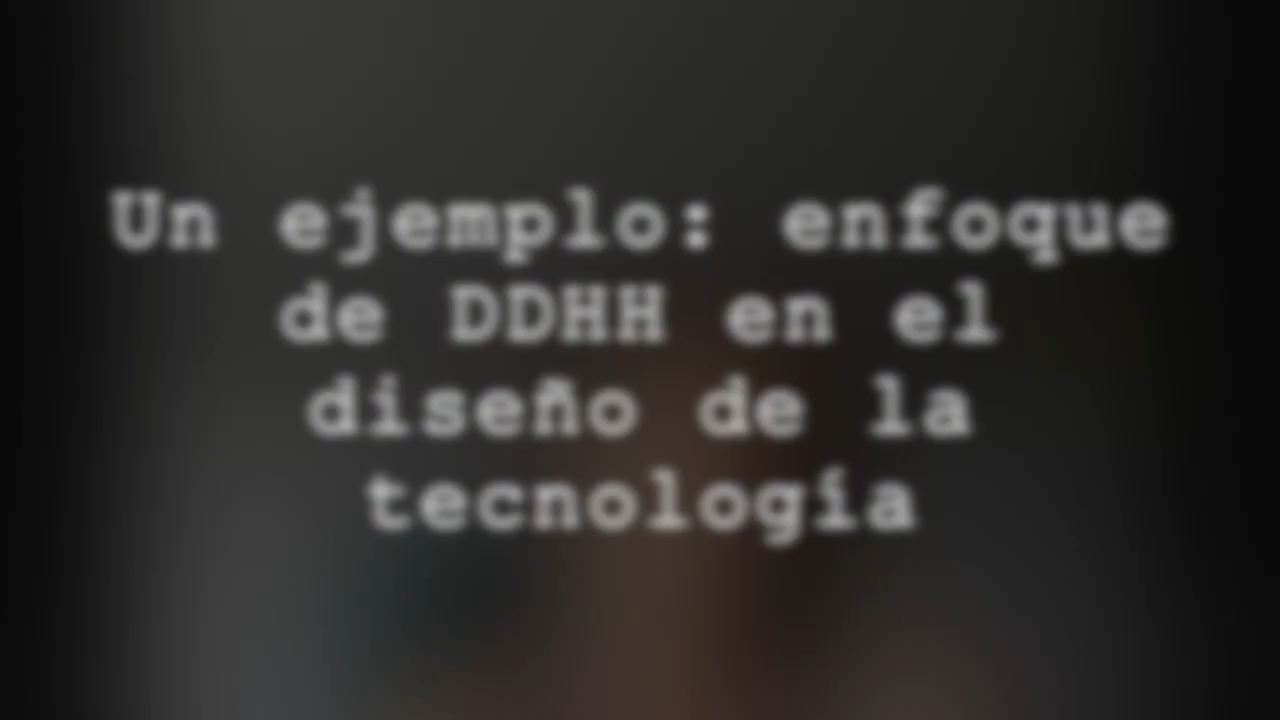 Un ejemplo: enfoque
de DDHH en el
diseño de la
tecnología